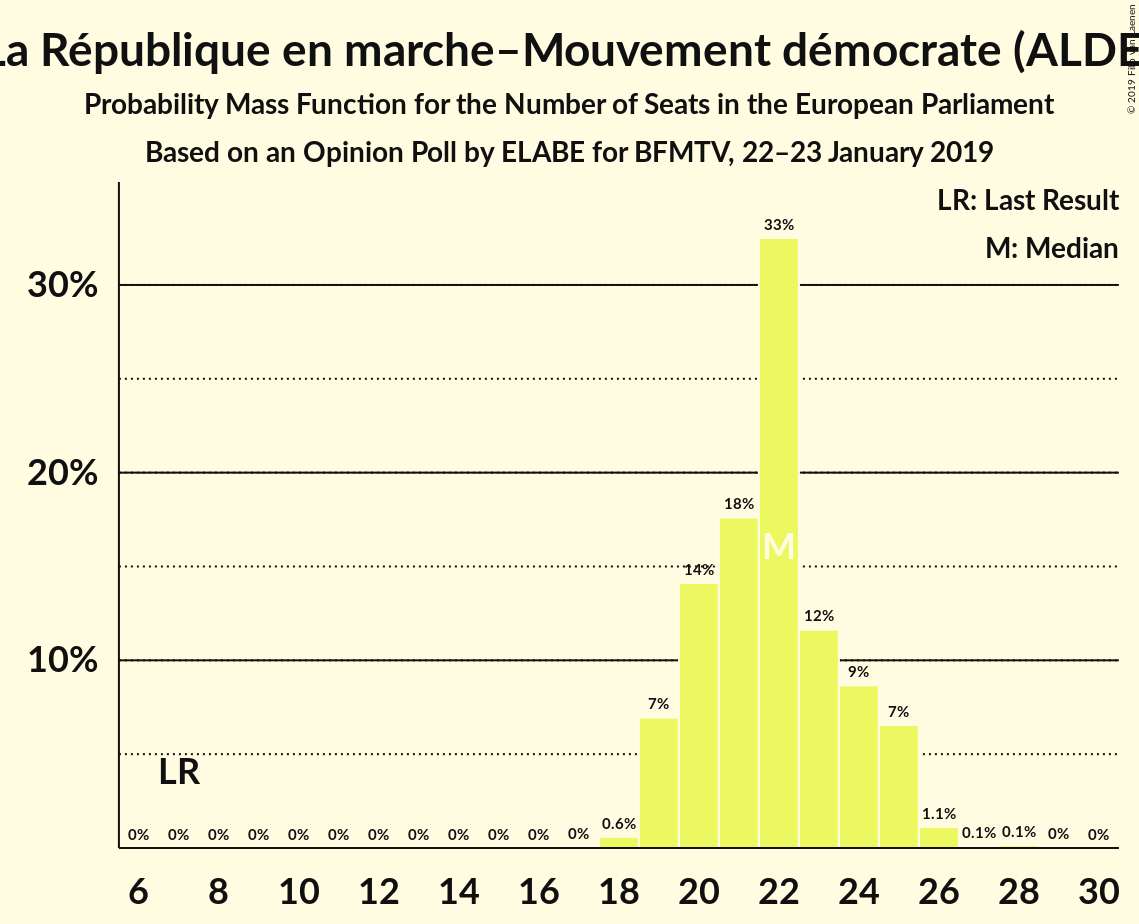 La République en marche–Mouvement démocrate (ALDE
Probability Mass Function for the Number of Seats in the European Parliament
Based on an Opinion Poll by ELABE for BFMTV, 22–23 January 2019
© 2019
LR: Last Result
M: Median
33%
30%
20%
18%
M
14%
12%
10%
9%
7%
7%
LR
0% 0% 0% 0% 0% 0% 0% 0% 0% 0% 0% 0% 0.6% 1.1% 0.1% 0.1% 0% 0%
6 8 10 12 14 16 18 20 22 24 26 28 30